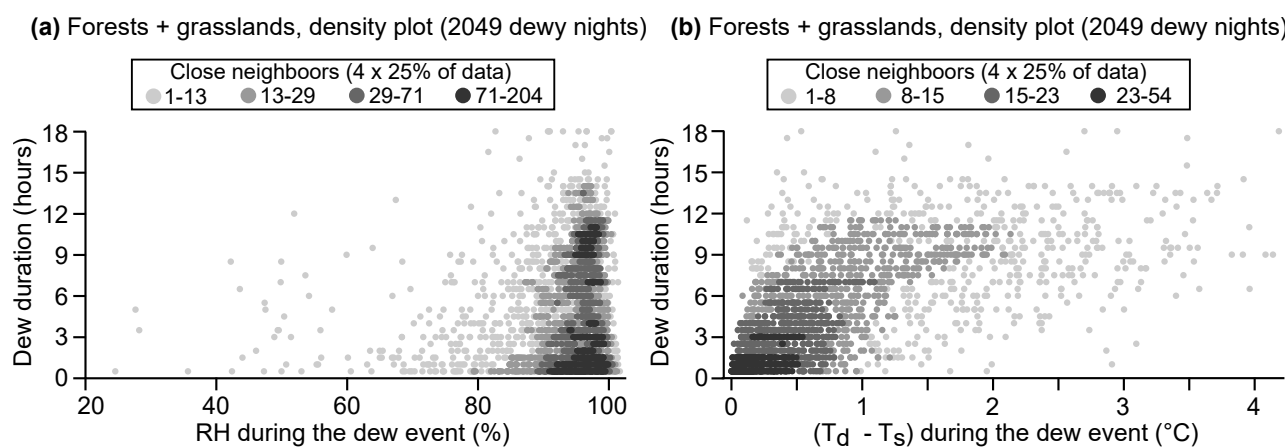 (a) Forests + grasslands, density plot (2049 dewy nights)
Close neighboors (4 x 25% of data)
1-13 13-29 29-71 71-204
Dew duration (hours)
18
15
12
9
6
3
0
20 40 60 80 100
RH during the dew event (%)
(b) Forests + grasslands, density plot (2049 dewy nights)
Close neighboors (4 x 25% of data)
1-8 8-15 15-23 23-54
Dew duration (hours)
18
15
12
9
6
3
0
0 1 2 3 4
(T_d - T_s) during the dew event (°C)